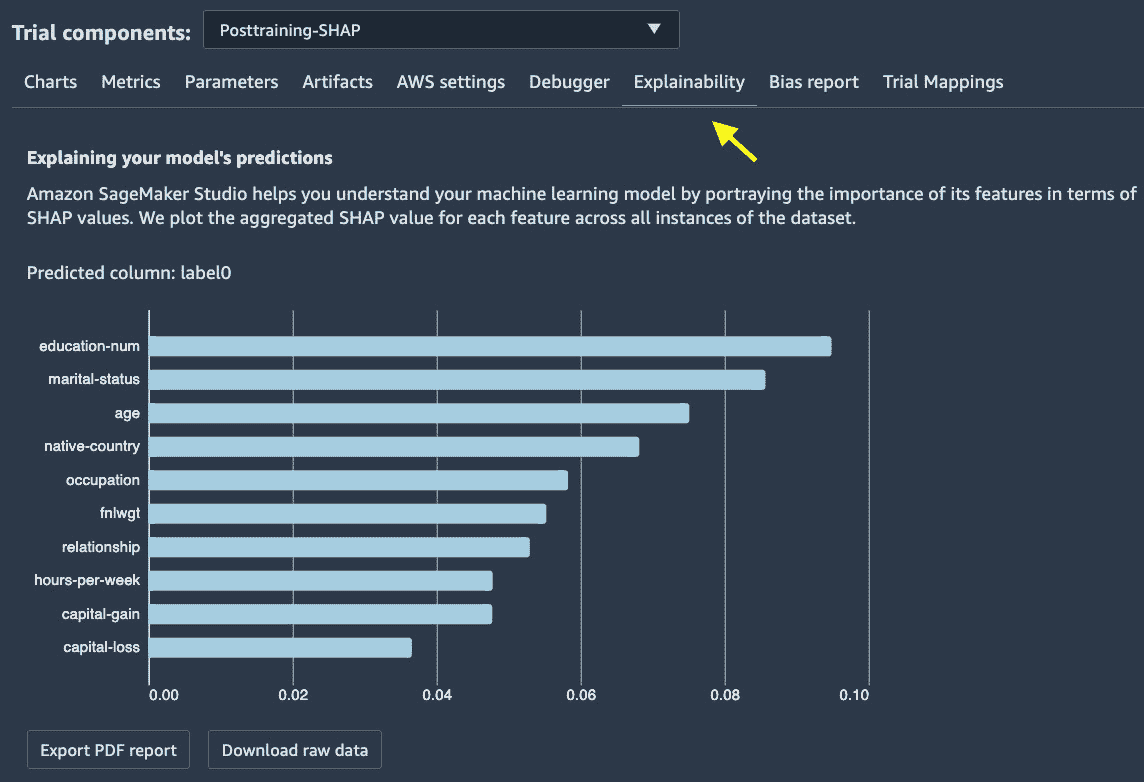 Trial components: Posttraining-SHAP
Charts Metrics Parameters Artifacts AWS settings Debugger Explainability Bias report Trial Mappings
Explaining your model's predictions
Amazon SageMaker Studio helps you understand your machine learning model by portraying the importance of its features in terms of
SHAP values. We plot the aggregated SHAP value for each feature across all instances of the dataset.
Predicted column: label0
education-num
marital-status
age
native-country
occupation
fnlwgt
relationship
hours-per-week
capital-gain
capital-loss
0.00 0.02 0.04 0.06 0.08 0.10
Export PDF report Download raw data